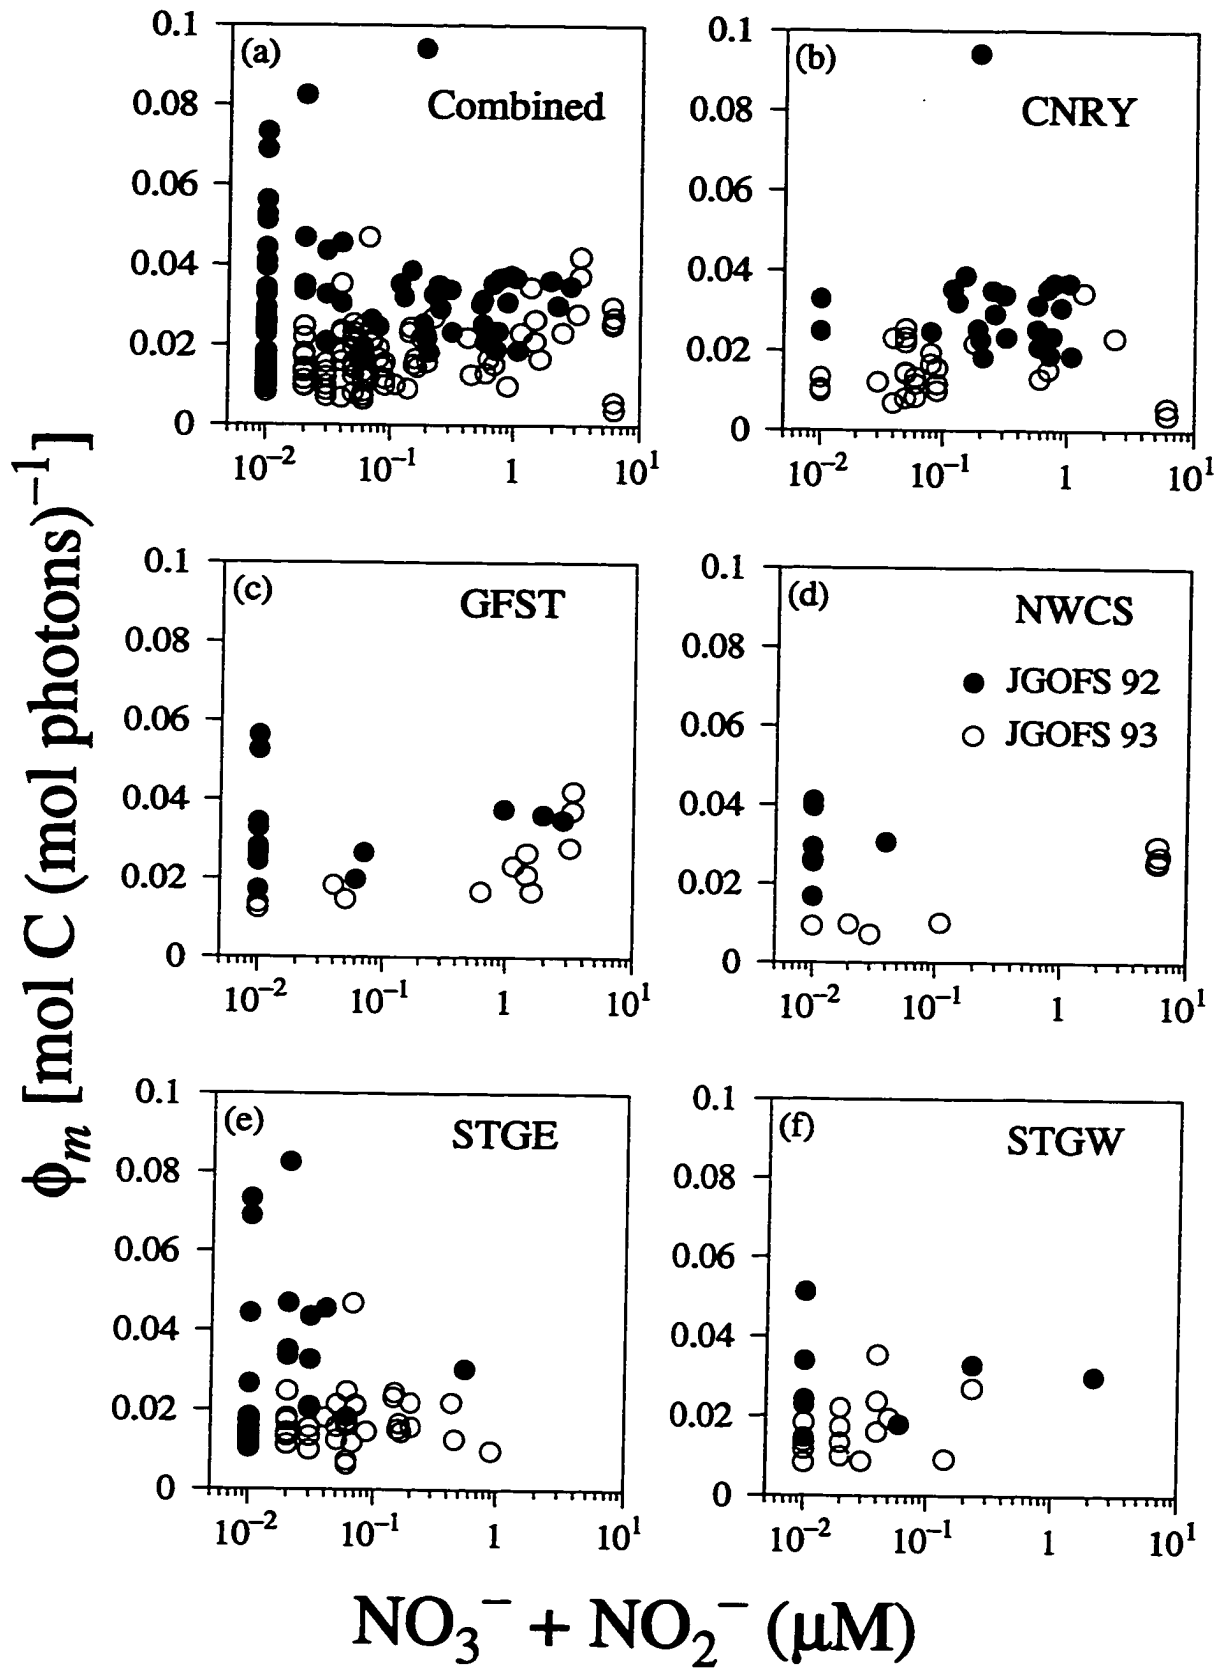 (a)
Combined
0.1
0.08
0.06
0.04
0.02
0
10⁻² 10⁻¹ 1 10¹
(b)
CNRY
0.1
0.08
0.06
0.04
0.02
0
10⁻² 10⁻¹ 1 10¹
(c)
GFST
0.1
0.08
0.06
0.04
0.02
0
10⁻² 10⁻¹ 1 10¹
(d)
NWCS
JGOFS 92
JGOFS 93
0.1
0.08
0.06
0.04
0.02
0
10⁻² 10⁻¹ 1 10¹
(e)
STGE
0.1
0.08
0.06
0.04
0.02
0
10⁻² 10⁻¹ 1 10¹
(f)
STGW
0.1
0.08
0.06
0.04
0.02
0
10⁻² 10⁻¹ 1 10¹
ϕₘ [mol C (mol photons)⁻¹]
NO₃⁻ + NO₂⁻ (µM)